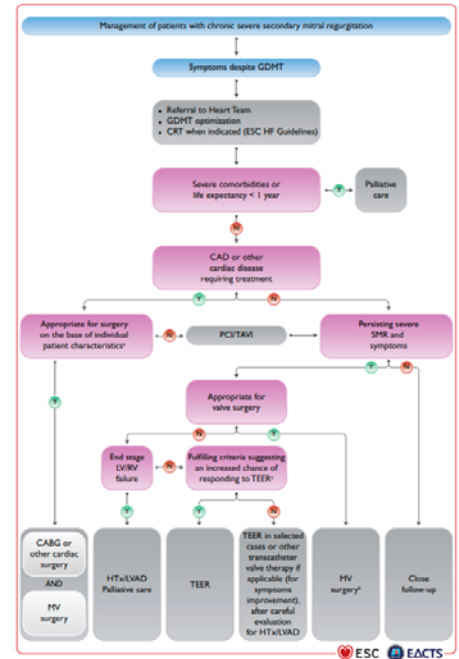 Management of patients with chronic severe secondary mitral regurgitation
Symptoms despite GDMT
• Referral to Heart Team
• GDMT optimization
• CRT when indicated (ESC HF Guidelines)
Severe comorbidities or
life expectancy < 1 year
Y
Palliative
care
N
CAD or other
cardiac disease
requiring treatment
Y
N
Appropriate for surgery
on the base of individual
patient characteristicsᵃ
N
PCI/TAVI
Persisting severe
SMR and
symptoms
Y
Y
N
Appropriate for
valve surgery
N
Y
End stage
LV/RV
failure
N
Fulfilling criteria suggesting
an increased chance of
responding to TEERᶜ
Y
Y
N
CABG or
other cardiac
surgery
AND
MV
surgery
HTx/LVAD
Palliative care
TEER
TEER in selected
cases or other
transcatheter
valve therapy if
applicable (for
symptoms
improvement),
after careful
evaluation
for HTx/LVAD
MV
surgeryᵇ
Close
follow-up
ESC
EACTS